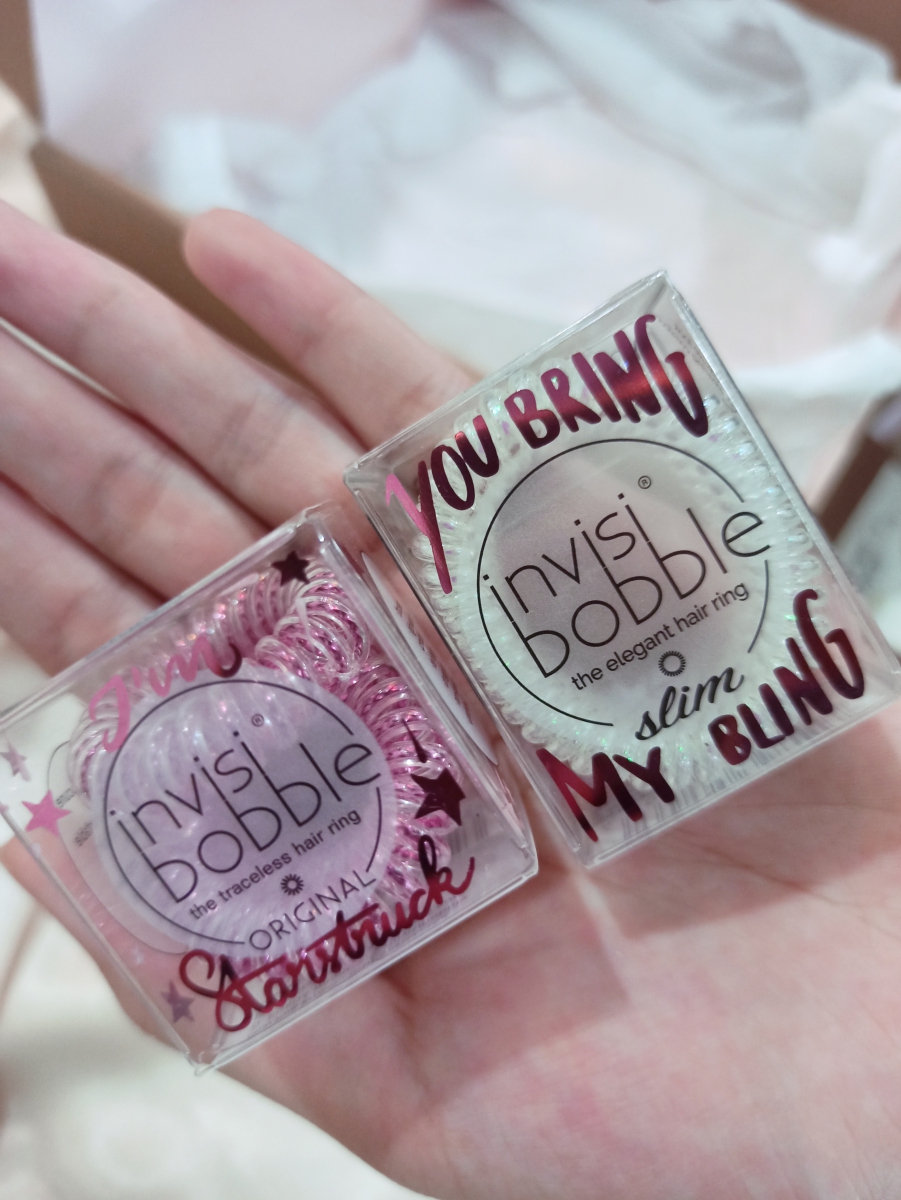 YOU BRING
invisi®
bobble
the elegant hair ring
slim
MY BLING
I'm
invisi®
bobble
the traceless hair ring
ORIGINAL
Starstruck